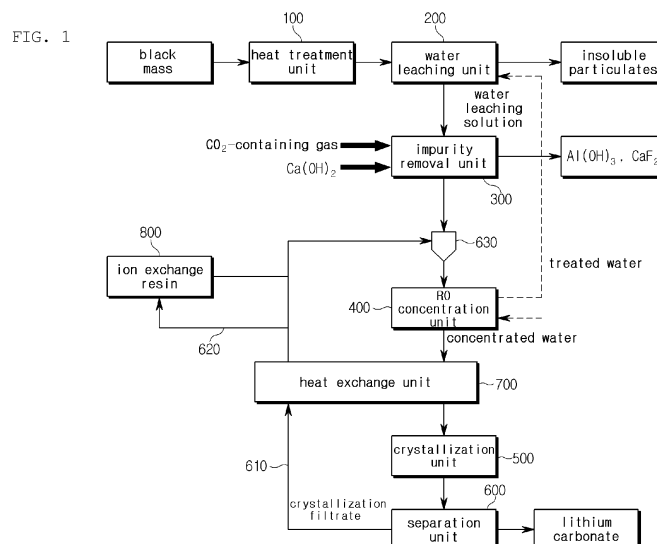 FIG. 1
100
200
black
mass
heat treatment
unit
water
leaching unit
insoluble
particulates
water
leaching
solution
CO₂-containing gas
Ca(OH)₂
impurity
removal unit
300
Al(OH)₃. CaF₂
800
630
ion exchange
resin
treated water
400
RO
concentration
unit
620
concentrated water
heat exchange unit
700
crystallization
unit
500
610
600
crystallization
filtrate
separation
unit
lithium
carbonate